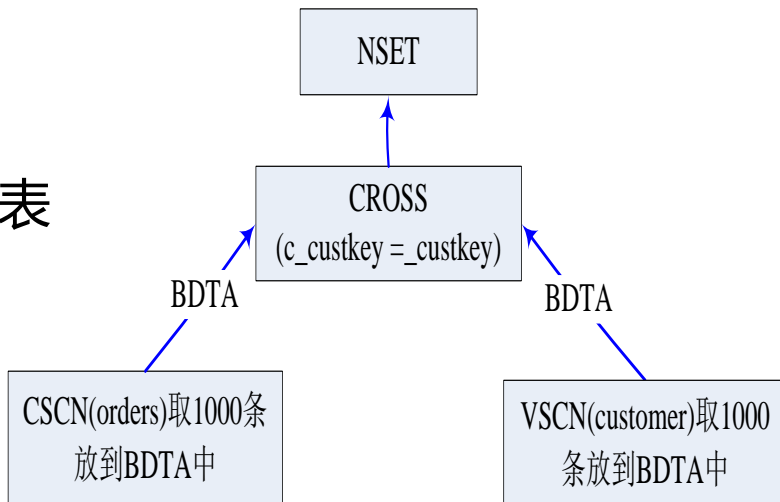 NSET
表
CROSS
(c_custkey =_custkey)
BDTA
BDTA
CSCN(orders)取1000条
放到BDTA中
VSCN(customer)取1000
条放到BDTA中